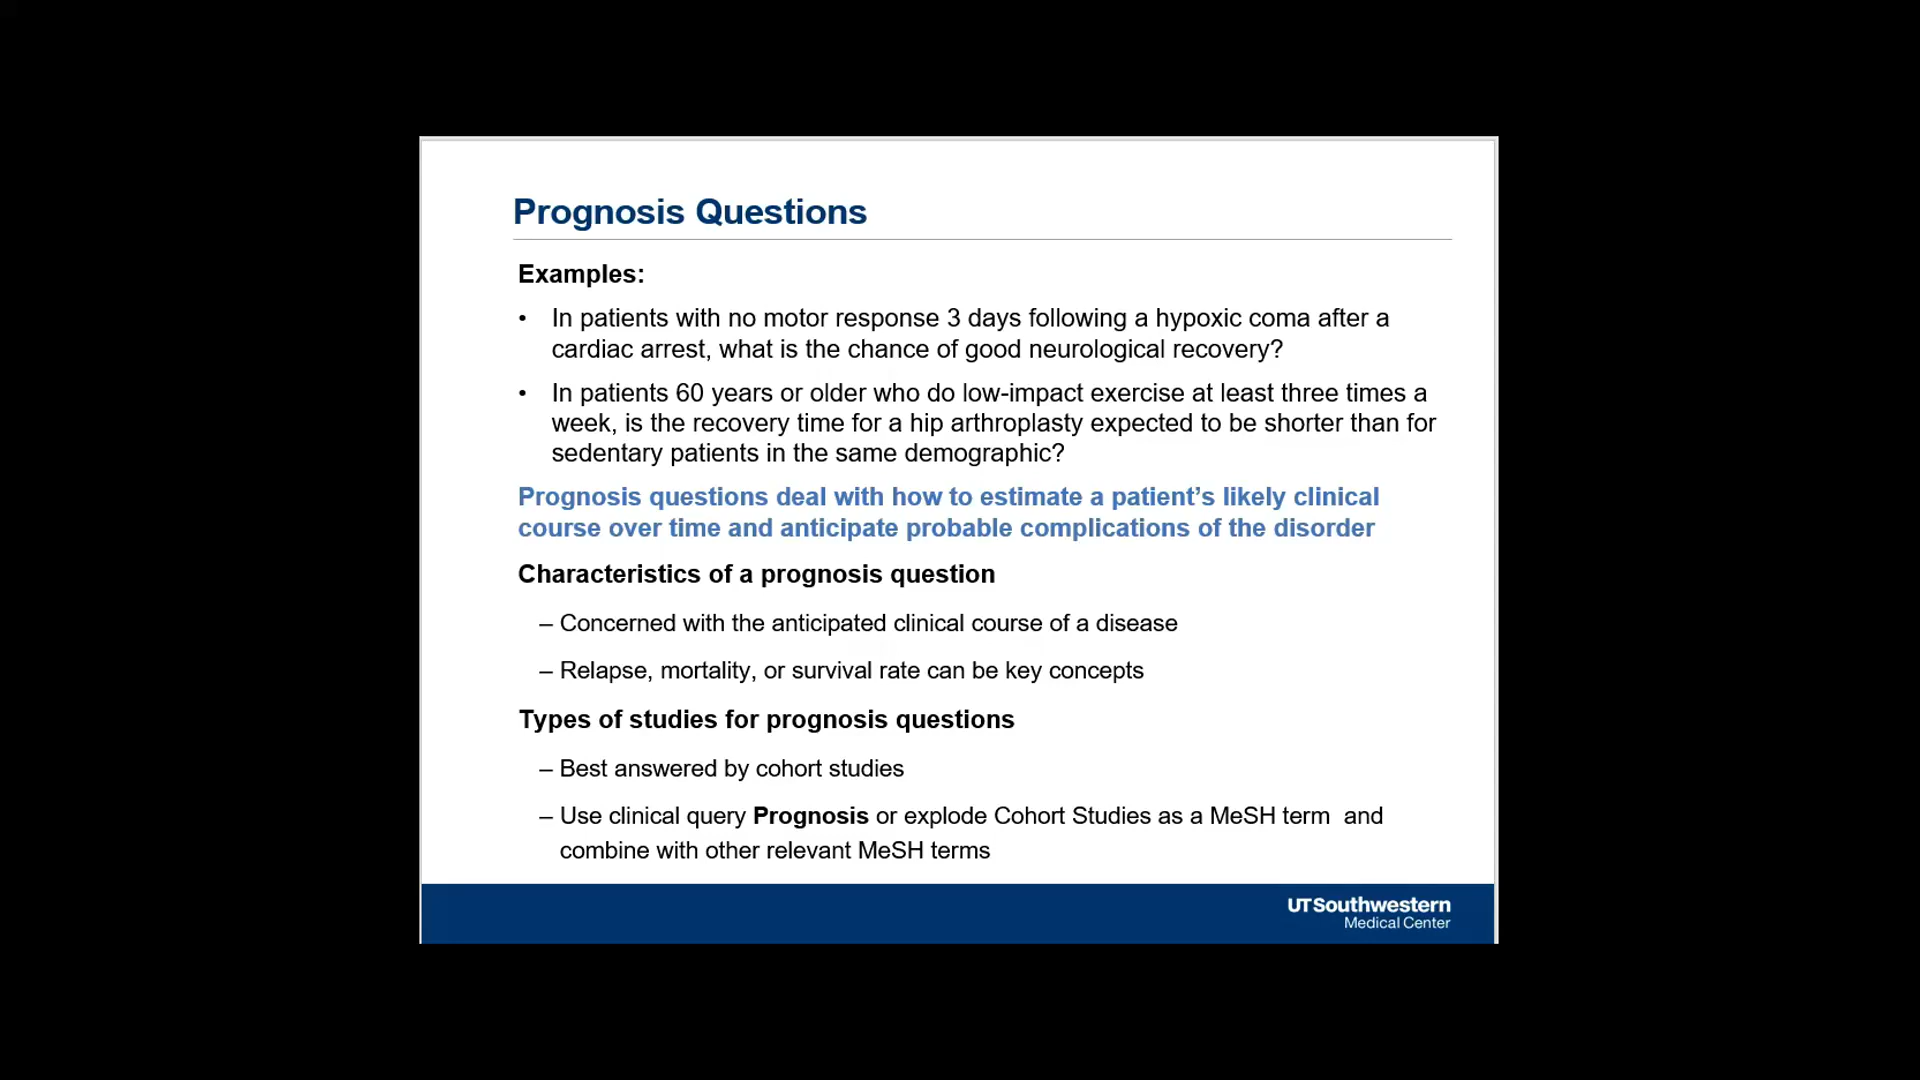 Prognosis Questions
Examples:
• In patients with no motor response 3 days following a hypoxic coma after a
cardiac arrest, what is the chance of good neurological recovery?
• In patients 60 years or older who do low-impact exercise at least three times a
week, is the recovery time for a hip arthroplasty expected to be shorter than for
sedentary patients in the same demographic?
Prognosis questions deal with how to estimate a patient’s likely clinical
course over time and anticipate probable complications of the disorder
Characteristics of a prognosis question
– Concerned with the anticipated clinical course of a disease
– Relapse, mortality, or survival rate can be key concepts
Types of studies for prognosis questions
– Best answered by cohort studies
– Use clinical query Prognosis or explode Cohort Studies as a MeSH term and
combine with other relevant MeSH terms
UTSouthwestern
Medical Center